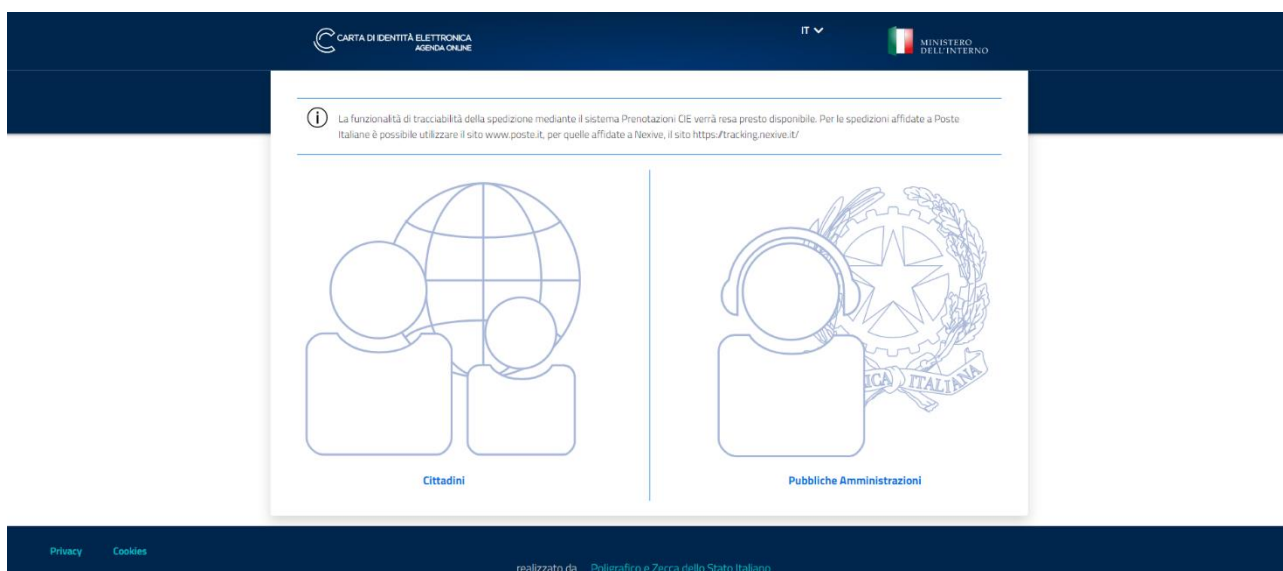 CARTA DI IDENTITÀ ELETTRONICA
AGENDA ONLINE
IT
MINISTERO
DELL'INTERNO
La funzionalità di tracciabilità della spedizione mediante il sistema Prenotazioni CIE verrà resa presto disponibile. Per le spedizioni affidate a Poste
Italiane è possibile utilizzare il sito www.poste.it, per quelle affidate a Nexive, il sito https://tracking.nexive.it/
ICA ITALIANA
Cittadini
Pubbliche Amministrazioni
Privacy Cookies
realizzato da Poligrafico e Zecca dello Stato Italiano